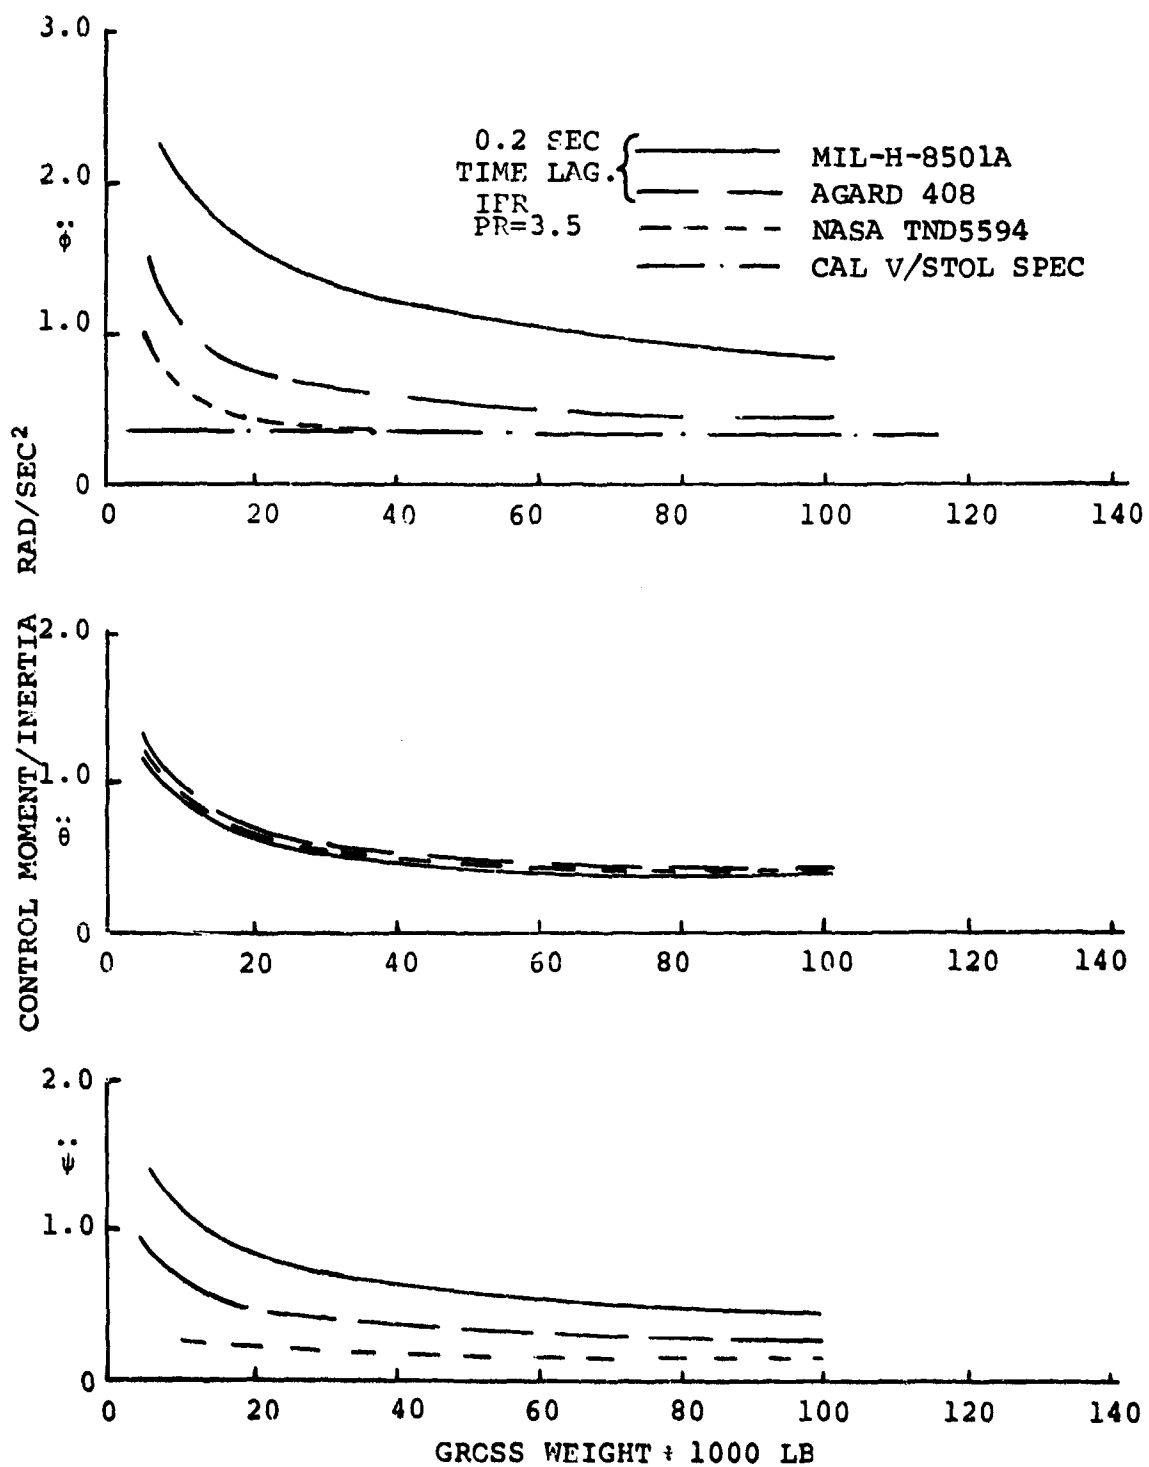 3.0
2.0
φ̈
1.0
0
0 20 40 60 80 100 120 140
0.2 SEC
TIME LAG.
IFR
PR=3.5
MIL-H-8501A
AGARD 408
NASA TND5594
CAL V/STOL SPEC
CONTROL MOMENT/INERTIA RAD/SEC²
2.0
1.0
θ̈
0
0 20 40 60 80 100 120 140
2.0
ψ̈
1.0
0
0 20 40 60 80 100 120 140
GROSS WEIGHT ÷ 1000 LB